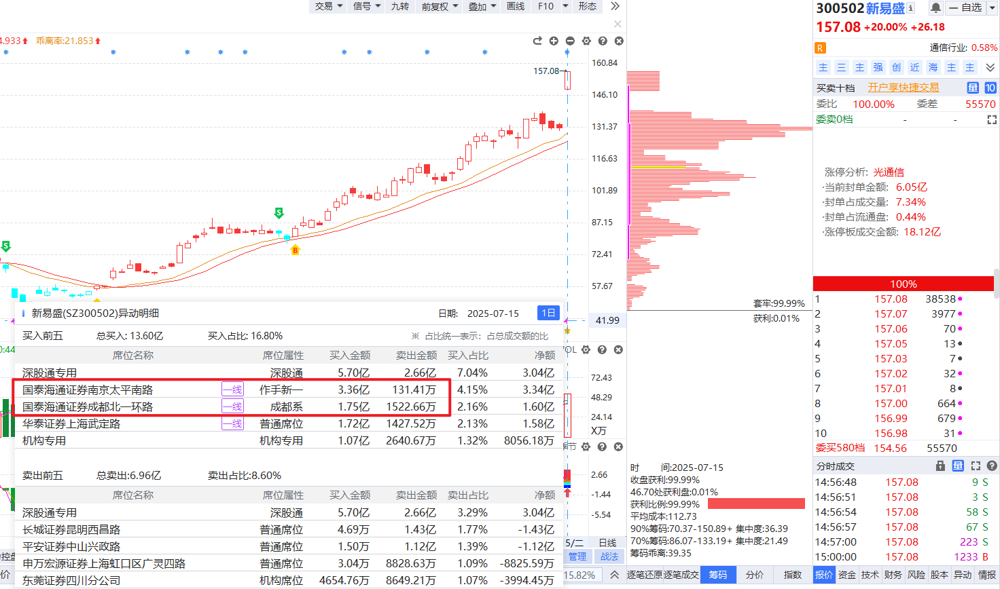 交易 信号 九转 前复权 叠加 画线 F10 形态
4.933 乖离率:21.853
157.08
160.84
146.10
131.37
116.63
101.89
87.15
72.41
57.67
41.99
S
S
B
新易盛(SZ300502)异动明细 日期: 2025-07-15 1日
买入前五 总买入: 13.60亿 买入占比: 16.80% ※ 占比统一表示：占总成交额的比
席位名称 席位属性 买入金额 卖出金额 买入占比 净额
深股通专用 深股通 5.70亿 2.66亿 7.04% 3.04亿
国泰海通证券南京太平南路 一线 作手新一 3.36亿 131.41万 4.15% 3.34亿
国泰海通证券成都北一环路 一线 成都系 1.75亿 1522.66万 2.16% 1.60亿
华泰证券上海武定路 一线 普通席位 1.72亿 1427.52万 2.13% 1.58亿
机构专用 机构专用 1.07亿 2640.67万 1.32% 8056.18万
卖出前五 总卖出:6.96亿 卖出占比:8.60%
席位名称 席位属性 买入金额 卖出金额 卖出占比 净额
深股通专用 深股通 5.70亿 2.66亿 3.29% 3.04亿
长城证券昆明西昌路 普通席位 4.69万 1.43亿 1.77% -1.43亿
平安证券中山兴政路 普通席位 1.50万 1.12亿 1.39% -1.12亿
申万宏源证券上海虹口区广灵四路 普通席位 3.04万 8828.63万 1.09% -8825.59万
东莞证券四川分公司 机构席位 4654.76万 8649.21万 1.07% -3994.45万
0:44
VOL
72.43
48.29
24.14
X万
节
2.66
-1.44
-5.54
5/二 日线
控盘
管理 战法
价
15.82%
套牢:99.99%
获利:0.01%
时 间:2025-07-15
收盘获利:99.99%
46.70处获利盘:0.01%
获利比例:99.99%
平均成本:112.73
90%筹码:70.37-150.89+ 集中度:36.39
70%筹码:86.07-133.19+ 集中度:21.49
筹码乖离:39.35
逐笔还原 逐笔成交 筹码 分价 指数
300502 新易盛 自选
157.08 +20.00% +26.18
R 通信行业: 0.58%
主 三 主 强 创 近 海 主 主
买卖十档 开户享快捷交易 量 10
委比 100.00% 委差 55570
委卖0档 - -
涨停分析: 光通信
·当前封单金额: 6.05亿
·封单占成交量: 7.34%
·封单占流通盘: 0.44%
·涨停板成交金额: 18.12亿
100%
1 157.08 38538
2 157.07 3977
3 157.06 70
4 157.05 13
5 157.03 7
6 157.02 32
7 157.01 8
8 157.00 664
9 156.99 679
10 156.98 31
委买580档 154.56 55570
分时成交 量
14:56:48 157.08 9 S
14:56:51 157.08 3 S
14:56:54 157.08 58 S
14:56:57 157.08 67 S
14:57:00 157.08 223 S
15:00:00 157.08 1233 B
报价 资金 技术 财务 风险 股本 异动 情报